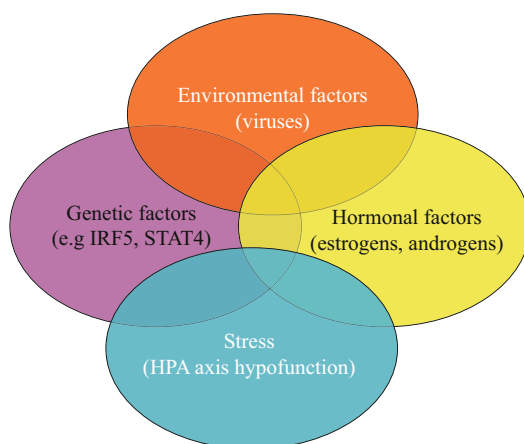 Environmental factors
(viruses)
Genetic factors
(e.g IRF5, STAT4)
Hormonal factors
(estrogens, androgens)
Stress
(HPA axis hypofunction)